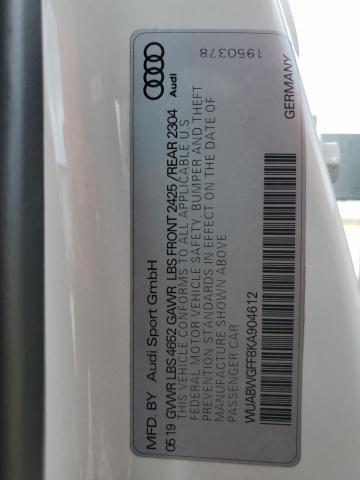 MFD. BY Audi Sport GmbH
Audi
05 19 GVWR LBS 4652 GAWR LBS FRONT 2425 / REAR 2304
THIS VEHICLE CONFORMS TO ALL APPLICABLE U.S
FEDERAL MOTOR VEHICLE SAFETY, BUMPER AND THEFT
PREVENTION STANDARDS IN EFFECT ON THE DATE OF
MANUFACTURE SHOWN ABOVE
PASSENGER CAR
WUABWGFF8KA904612
1950378
GERMANY